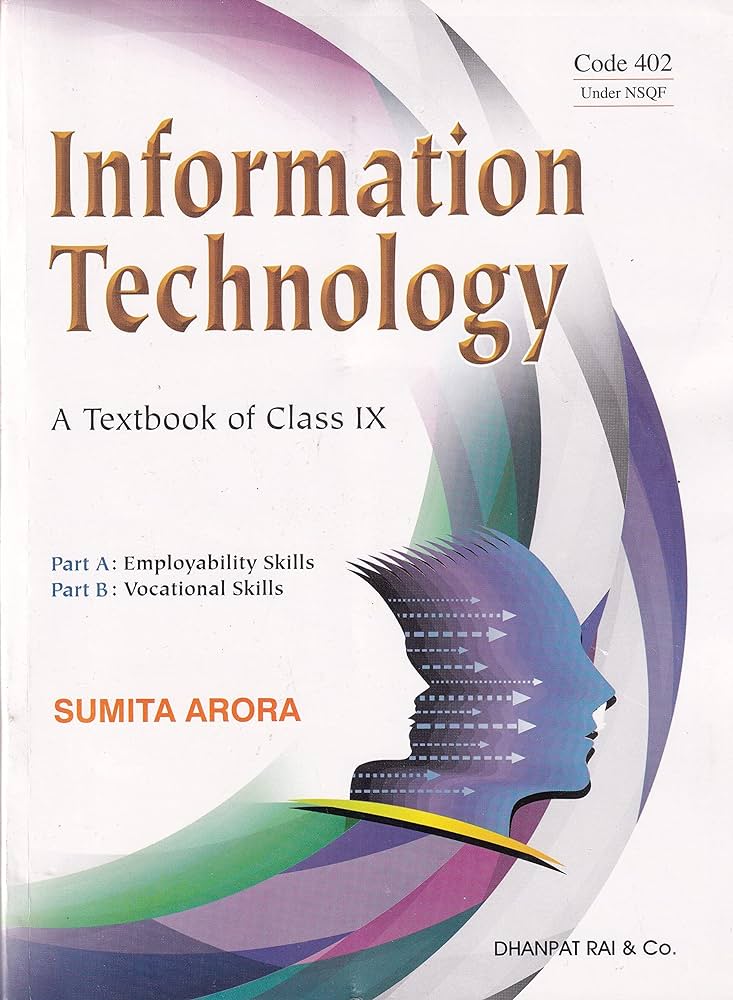 Code 402
Under NSQF
Information
Technology
A Textbook of Class IX
Part A: Employability Skills
Part B: Vocational Skills
SUMITA ARORA
DHANPAT RAI & Co.